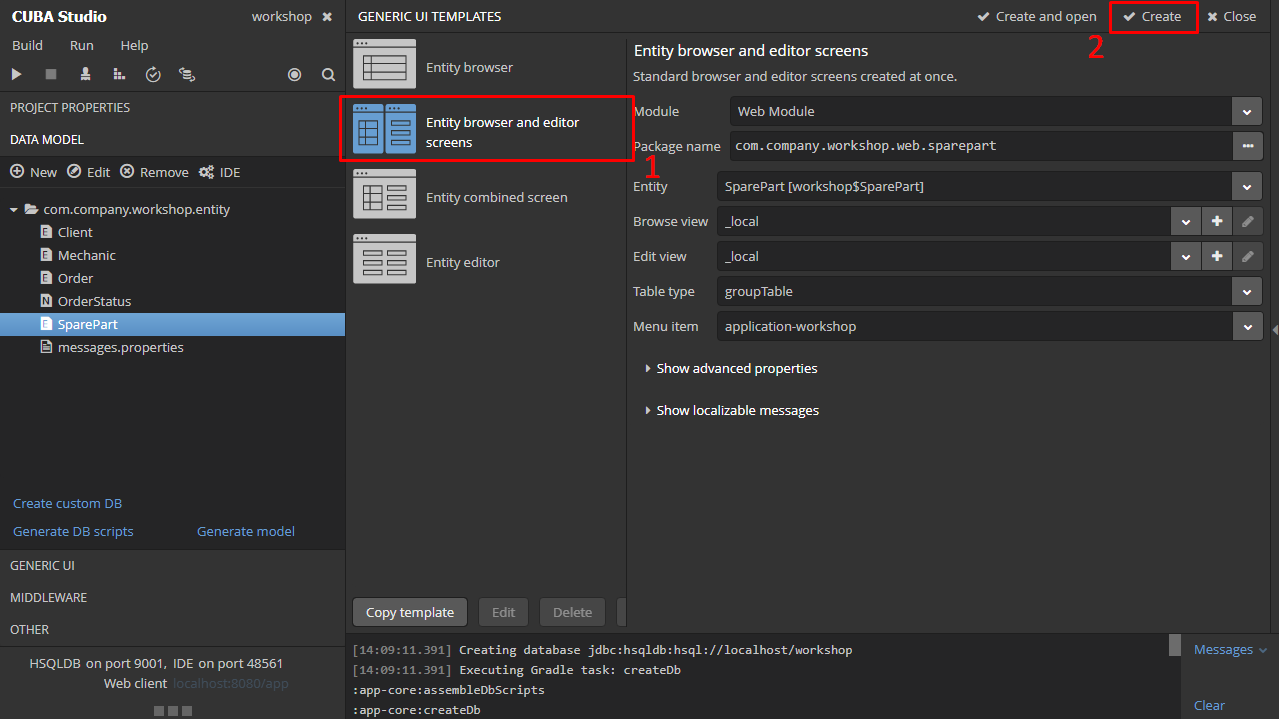 CUBA Studio
workshop
Build Run Help
PROJECT PROPERTIES
DATA MODEL
New Edit Remove IDE
com.company.workshop.entity
E Client
E Mechanic
E Order
N OrderStatus
E SparePart
messages.properties
Create custom DB
Generate DB scripts Generate model
GENERIC UI
MIDDLEWARE
OTHER
HSQLDB on port 9001, IDE on port 48561
Web client localhost:8080/app
GENERIC UI TEMPLATES
Create and open Create Close
2
Entity browser
Entity browser and editor
screens
1
Entity combined screen
Entity editor
Copy template Edit Delete
Entity browser and editor screens
Standard browser and editor screens created at once.
Module Web Module
Package name com.company.workshop.web.sparepart
Entity SparePart [workshop$SparePart]
Browse view _local
Edit view _local
Table type groupTable
Menu item application-workshop
Show advanced properties
Show localizable messages
[14:09:11.391] Creating database jdbc:hsqldb:hsql://localhost/workshop
[14:09:11.391] Executing Gradle task: createDb
:app-core:assembleDbScripts
:app-core:createDb
Messages
Clear